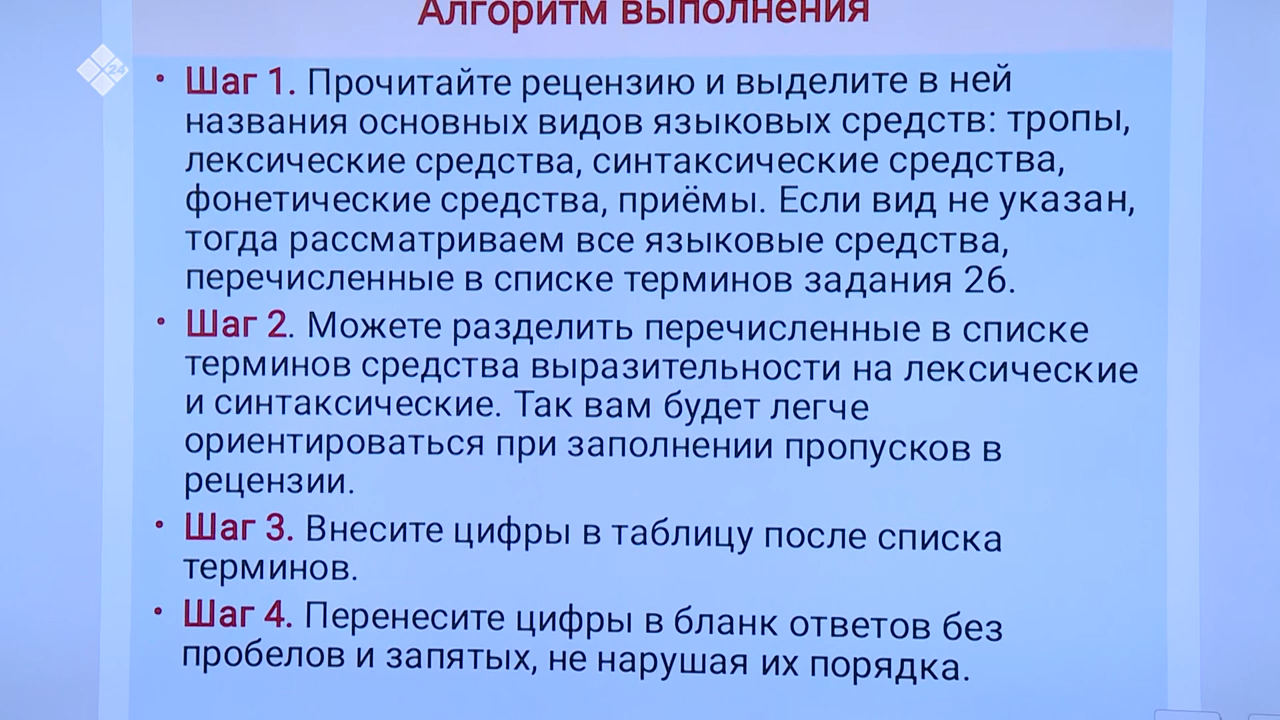 Алгоритм выполнения
24
• Шаг 1. Прочитайте рецензию и выделите в ней
названия основных видов языковых средств: тропы,
лексические средства, синтаксические средства,
фонетические средства, приёмы. Если вид не указан,
тогда рассматриваем все языковые средства,
перечисленные в списке терминов задания 26.
• Шаг 2. Можете разделить перечисленные в списке
терминов средства выразительности на лексические
и синтаксические. Так вам будет легче
ориентироваться при заполнении пропусков в
рецензии.
• Шаг 3. Внесите цифры в таблицу после списка
терминов.
• Шаг 4. Перенесите цифры в бланк ответов без
пробелов и запятых, не нарушая их порядка.